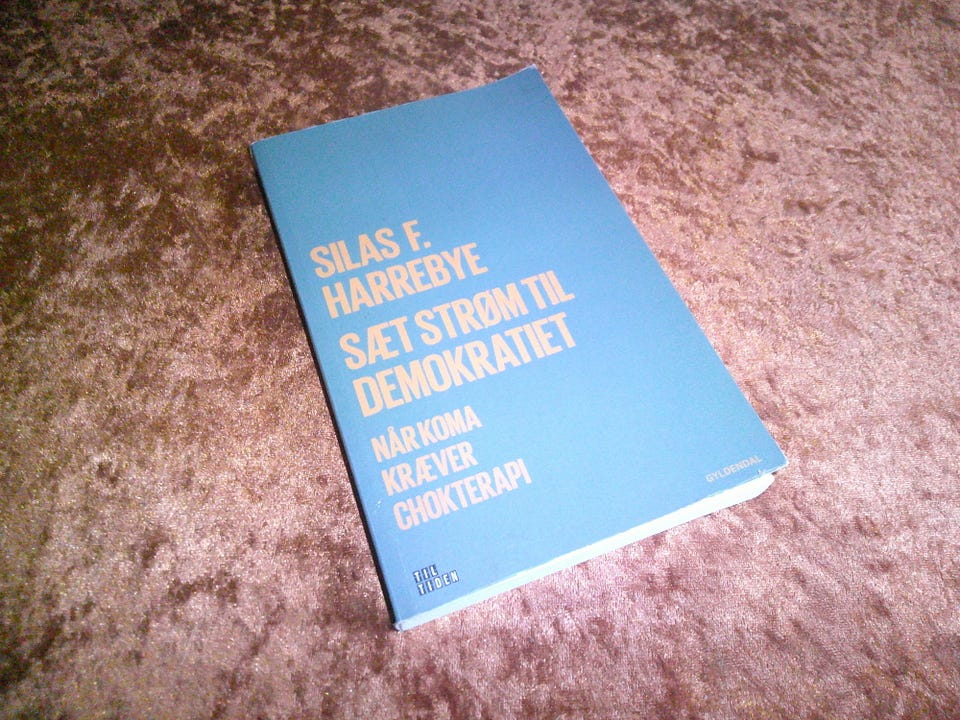 SILAS F.
HARREBYE
SÆT STRØM TIL
DEMOKRATIET
NÅR KOMA
KRÆVER
CHOKTERAPI
TIL
TIDEN
GYLDENDAL